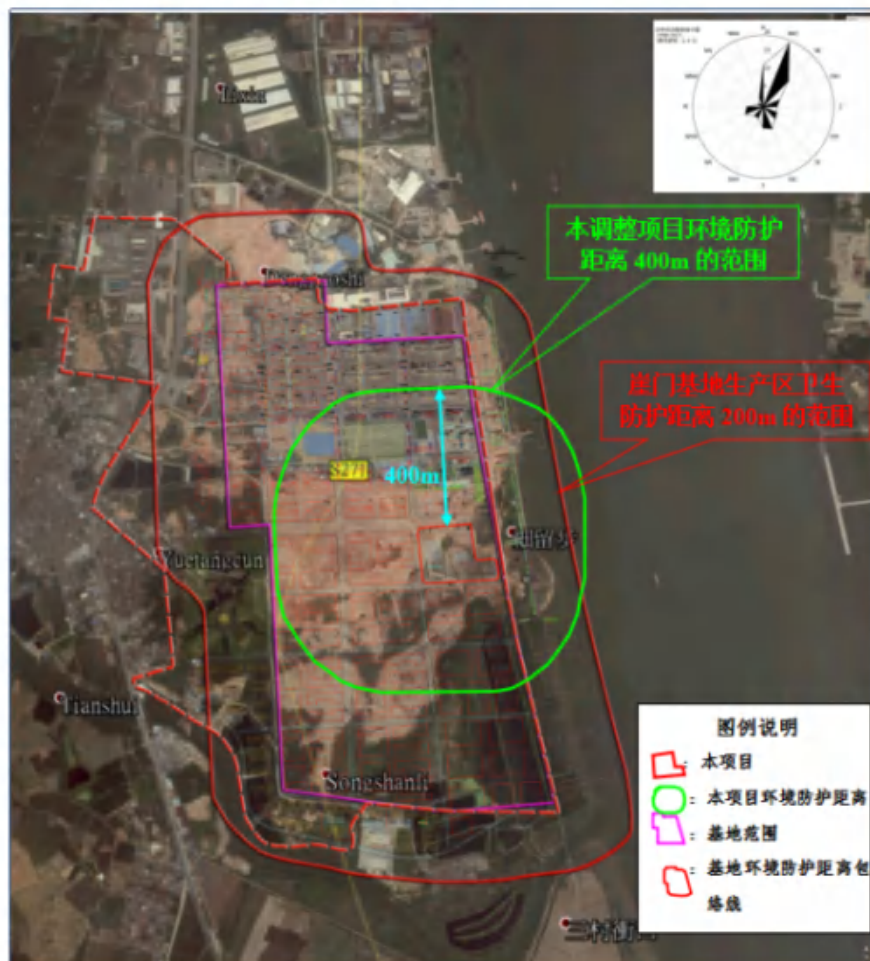 Lixin
本调整项目环境防护
距离 400m 的范围
崖门基地生产区卫生
防护距离 200m 的范围
S271
400m
Yuetangcun
Tianshui
Songshanli
图例说明
：本项目
：本项目环境防护距离
：基地范围
：基地环境防护距离包
络线